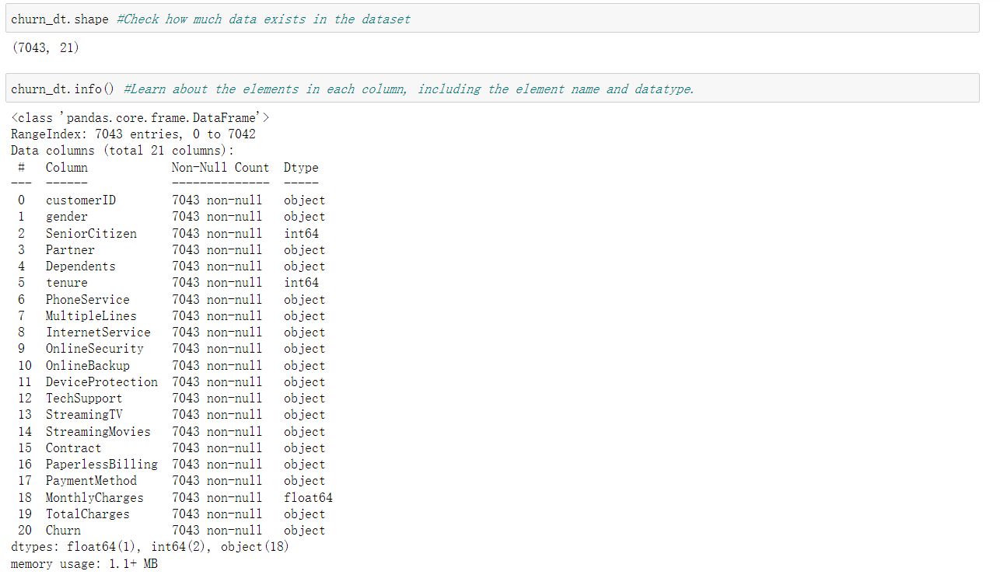 churn_dt.shape #Check how much data exists in the dataset
(7043, 21)
churn_dt.info() #Learn about the elements in each column, including the element name and datatype.
<class 'pandas.core.frame.DataFrame'>
RangeIndex: 7043 entries, 0 to 7042
Data columns (total 21 columns):
 #   Column            Non-Null Count  Dtype
---  ------            --------------  -----
 0   customerID        7043 non-null   object
 1   gender            7043 non-null   object
 2   SeniorCitizen     7043 non-null   int64
 3   Partner           7043 non-null   object
 4   Dependents        7043 non-null   object
 5   tenure            7043 non-null   int64
 6   PhoneService      7043 non-null   object
 7   MultipleLines     7043 non-null   object
 8   InternetService   7043 non-null   object
 9   OnlineSecurity    7043 non-null   object
 10  OnlineBackup      7043 non-null   object
 11  DeviceProtection  7043 non-null   object
 12  TechSupport       7043 non-null   object
 13  StreamingTV       7043 non-null   object
 14  StreamingMovies   7043 non-null   object
 15  Contract          7043 non-null   object
 16  PaperlessBilling  7043 non-null   object
 17  PaymentMethod     7043 non-null   object
 18  MonthlyCharges    7043 non-null   float64
 19  TotalCharges      7043 non-null   object
 20  Churn             7043 non-null   object
dtypes: float64(1), int64(2), object(18)
memory usage: 1.1+ MB